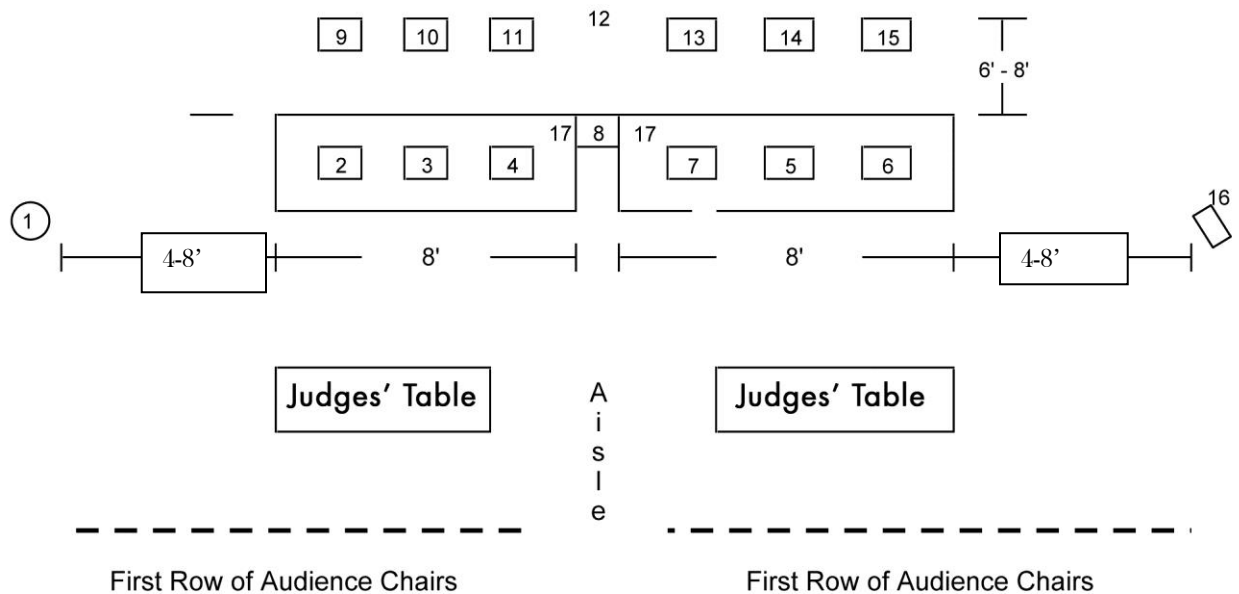 9 10 11 12 13 14 15
6' - 8'
17 8 17
2 3 4 7 5 6
1 16
4-8' 8' 8' 4-8'
Judges' Table Judges' Table
Aisle
First Row of Audience Chairs First Row of Audience Chairs